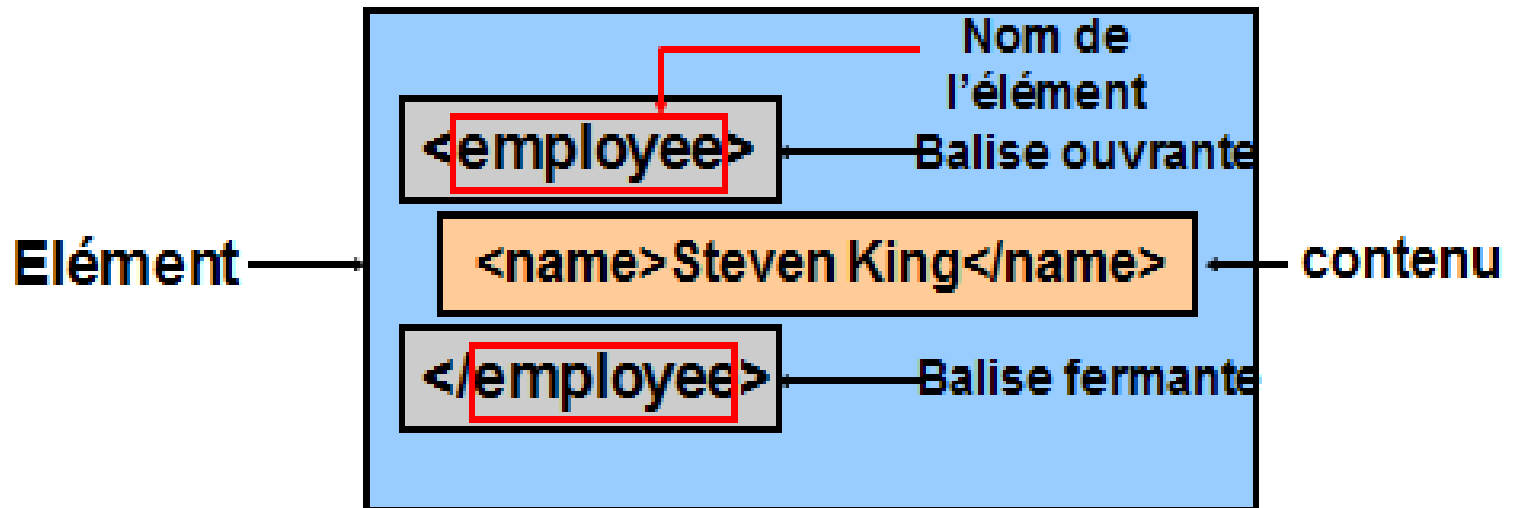 Nom de
l'élément
<employee>
Balise ouvrante
Elément
<name>Steven King</name>
contenu
</employee>
Balise fermante